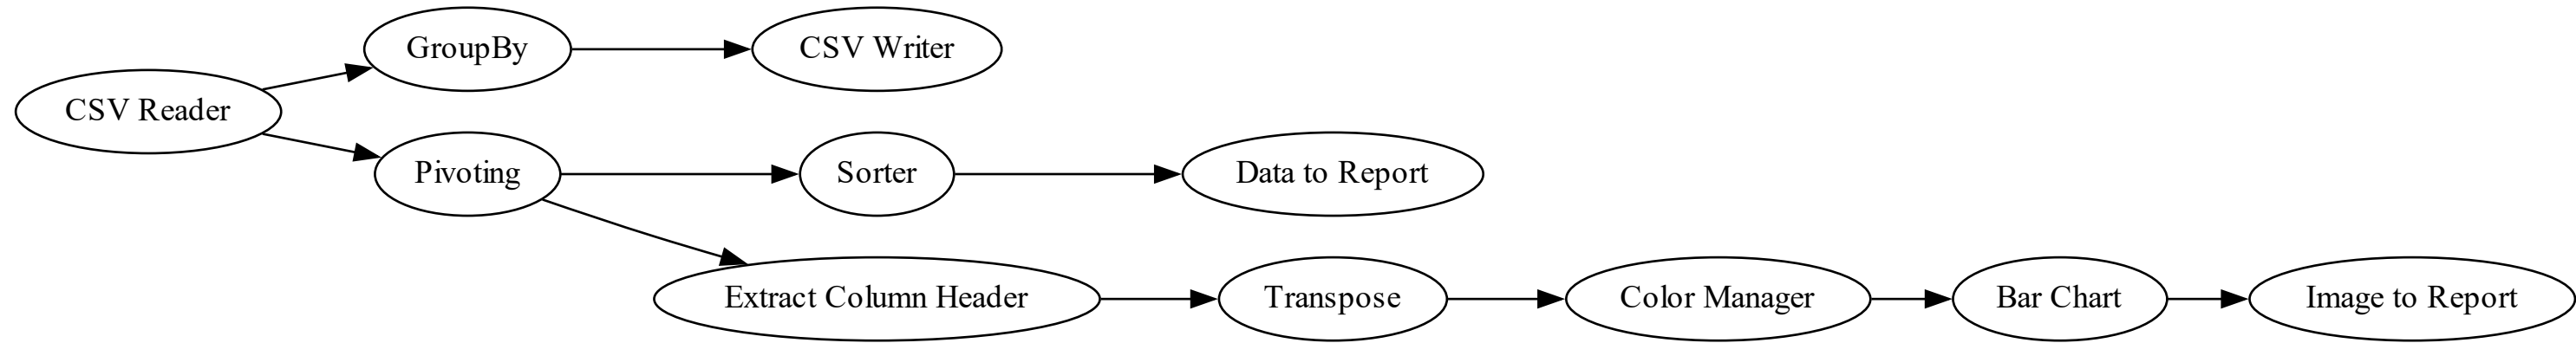 GroupBy
CSV Writer
CSV Reader
Pivoting
Sorter
Data to Report
Extract Column Header
Transpose
Color Manager
Bar Chart
Image to Report